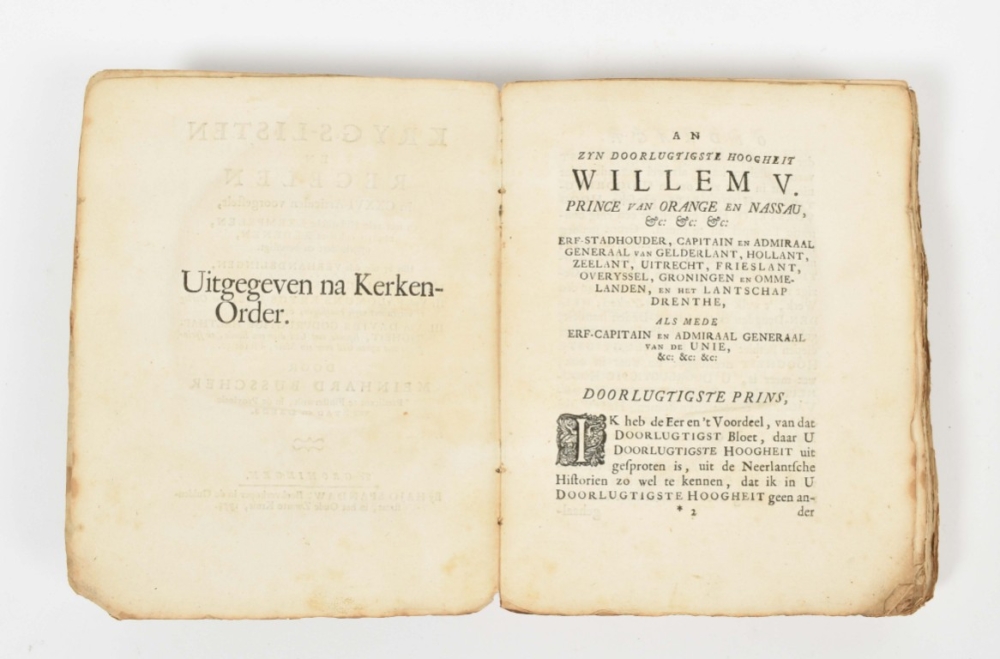 Uitgegeven na Kerken-
Order.
AN
ZYN DOORLUGTIGSTE HOOGHEIT
WILLEM V.
PRINCE VAN ORANGE EN NASSAU,
&c: &c: &c:
ERF-STADHOUDER, CAPITAIN EN ADMIRAAL
GENERAAL VAN GELDERLANT, HOLLANT,
ZEELANT, UITRECHT, FRIESLANT,
OVERYSSEL, GRONINGEN EN OMME-
LANDEN, EN HET LANTSCHAP
DRENTHE,
ALS MEDE
ERF-CAPITAIN EN ADMIRAAL GENERAAL
VAN DE UNIE,
&c: &c: &c:
DOORLUGTIGSTE PRINS,
IK heb de Eer en 't Voordeel, van dat
DOORLUGTIGST Bloet, daar U
DOORLUGTIGSTE HOOGHEIT uit
gesproten is, uit de Neerlantsche
Historien zo wel te kennen, dat ik in U
DOORLUGTIGSTE HOOGHEIT geen an-
* 2 der